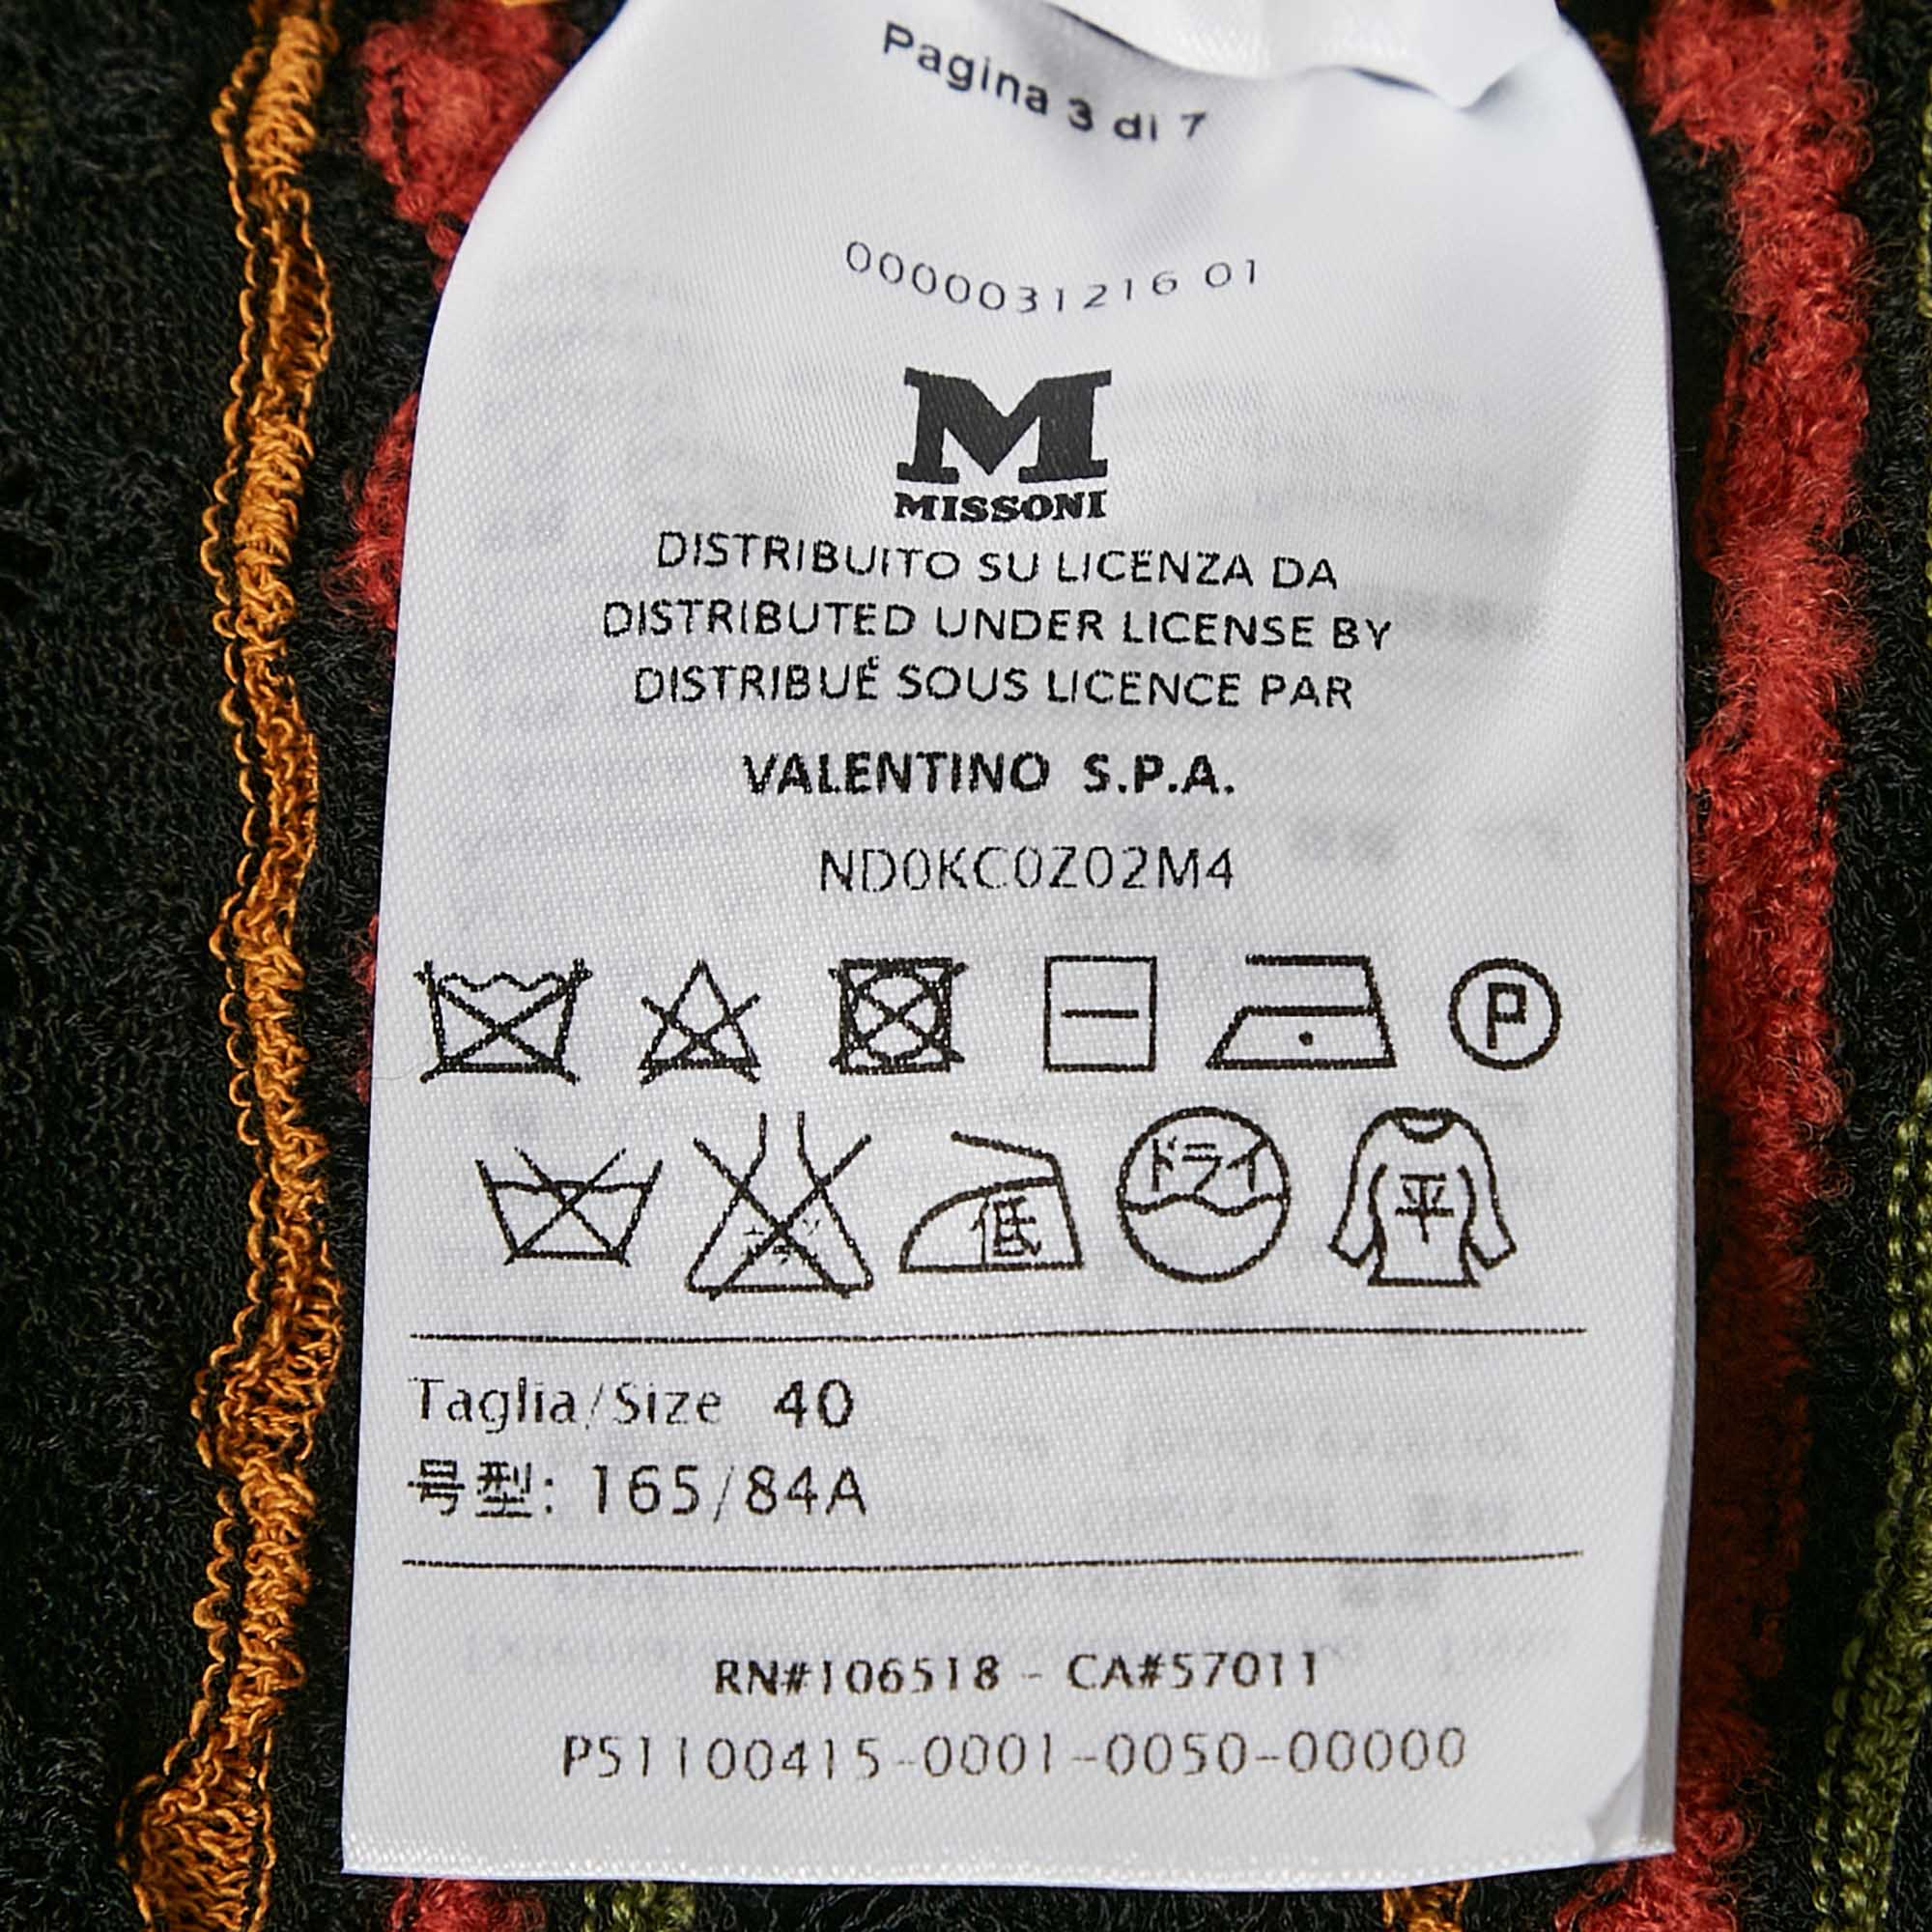 Pagina 3 di 7
0000031216 01
M
MISSONI
DISTRIBUITO SU LICENZA DA
DISTRIBUTED UNDER LICENSE BY
DISTRIBUÉ SOUS LICENCE PAR
VALENTINO S.P.A.
ND0KC0Z02M4
P
低 ドライ 平
Taglia/Size 40
号型: 165/84A
RN#106518 - CA#57011
P51100415-0001-0050-00000